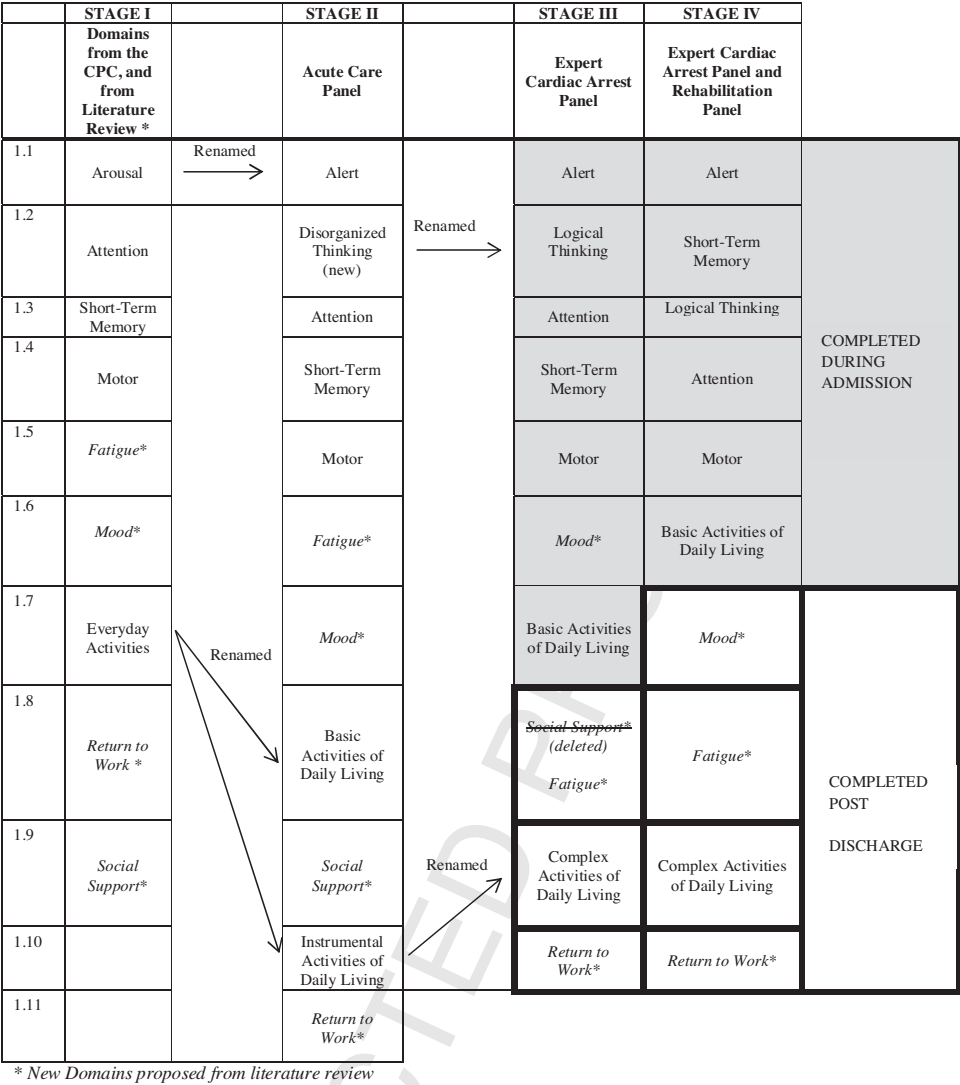 STAGE I STAGE II STAGE III STAGE IV
Domains
from the
CPC, and
from
Literature
Review *
Acute Care
Panel
Expert
Cardiac Arrest
Panel
Expert Cardiac
Arrest Panel and
Rehabilitation
Panel
1.1
Arousal
Renamed
Alert
Alert
Alert
1.2
Attention
Disorganized
Thinking
(new)
Renamed
Logical
Thinking
Short-Term
Memory
1.3
Short-Term
Memory
Attention
Attention
Logical Thinking
1.4
Motor
Short-Term
Memory
Short-Term
Memory
Attention
COMPLETED
DURING
ADMISSION
1.5
Fatigue*
Motor
Motor
Motor
1.6
Mood*
Fatigue*
Mood*
Basic Activities of
Daily Living
1.7
Everyday
Activities
Renamed
Mood*
Basic Activities
of Daily Living
Mood*
1.8
Return to
Work *
Basic
Activities of
Daily Living
Social Support*
(deleted)
Fatigue*
Fatigue*
COMPLETED
POST
DISCHARGE
1.9
Social
Support*
Social
Support*
Renamed
Complex
Activities of
Daily Living
Complex Activities
of Daily Living
1.10
Instrumental
Activities of
Daily Living
Return to
Work*
Return to Work*
1.11
Return to
Work*
* New Domains proposed from literature review